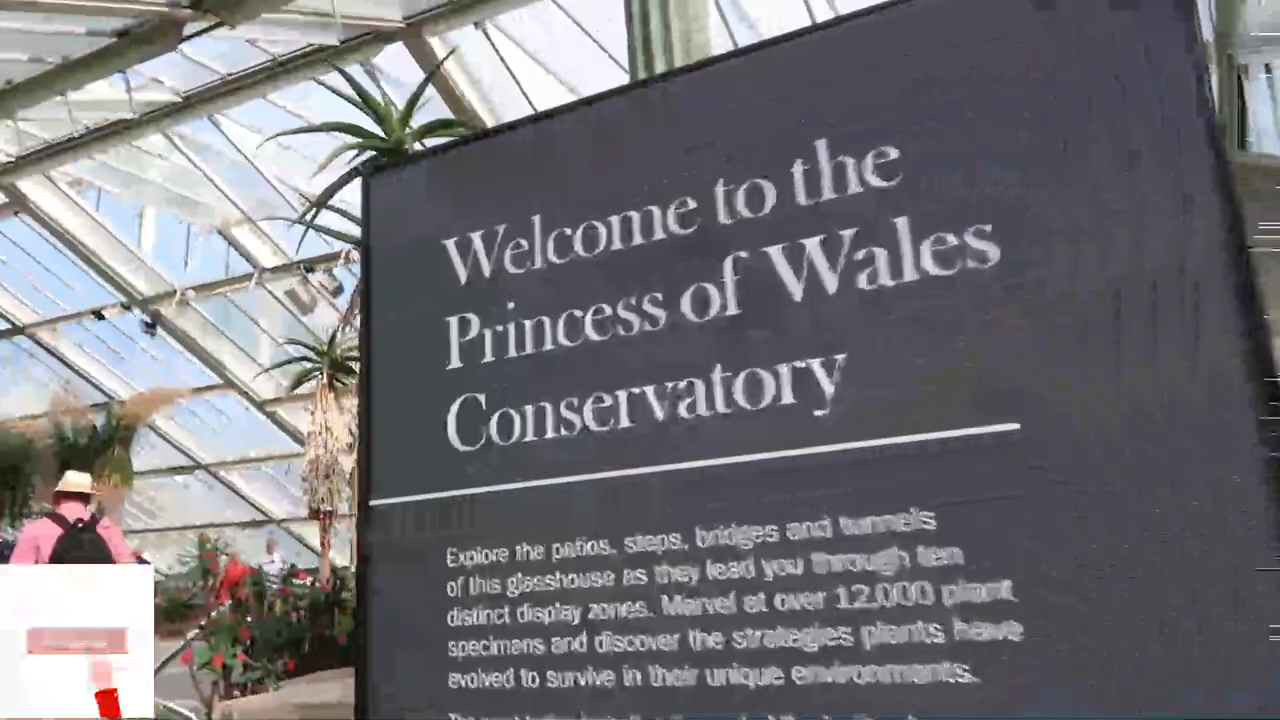 Welcome to the
Princess of Wales
Conservatory
Explore the patios, steps, bridges and tunnels
of this glasshouse as they lead you through ten
distinct display zones. Marvel at over 12,000 plant
specimens and discover the strategies plants have
evolved to survive in their unique environments.